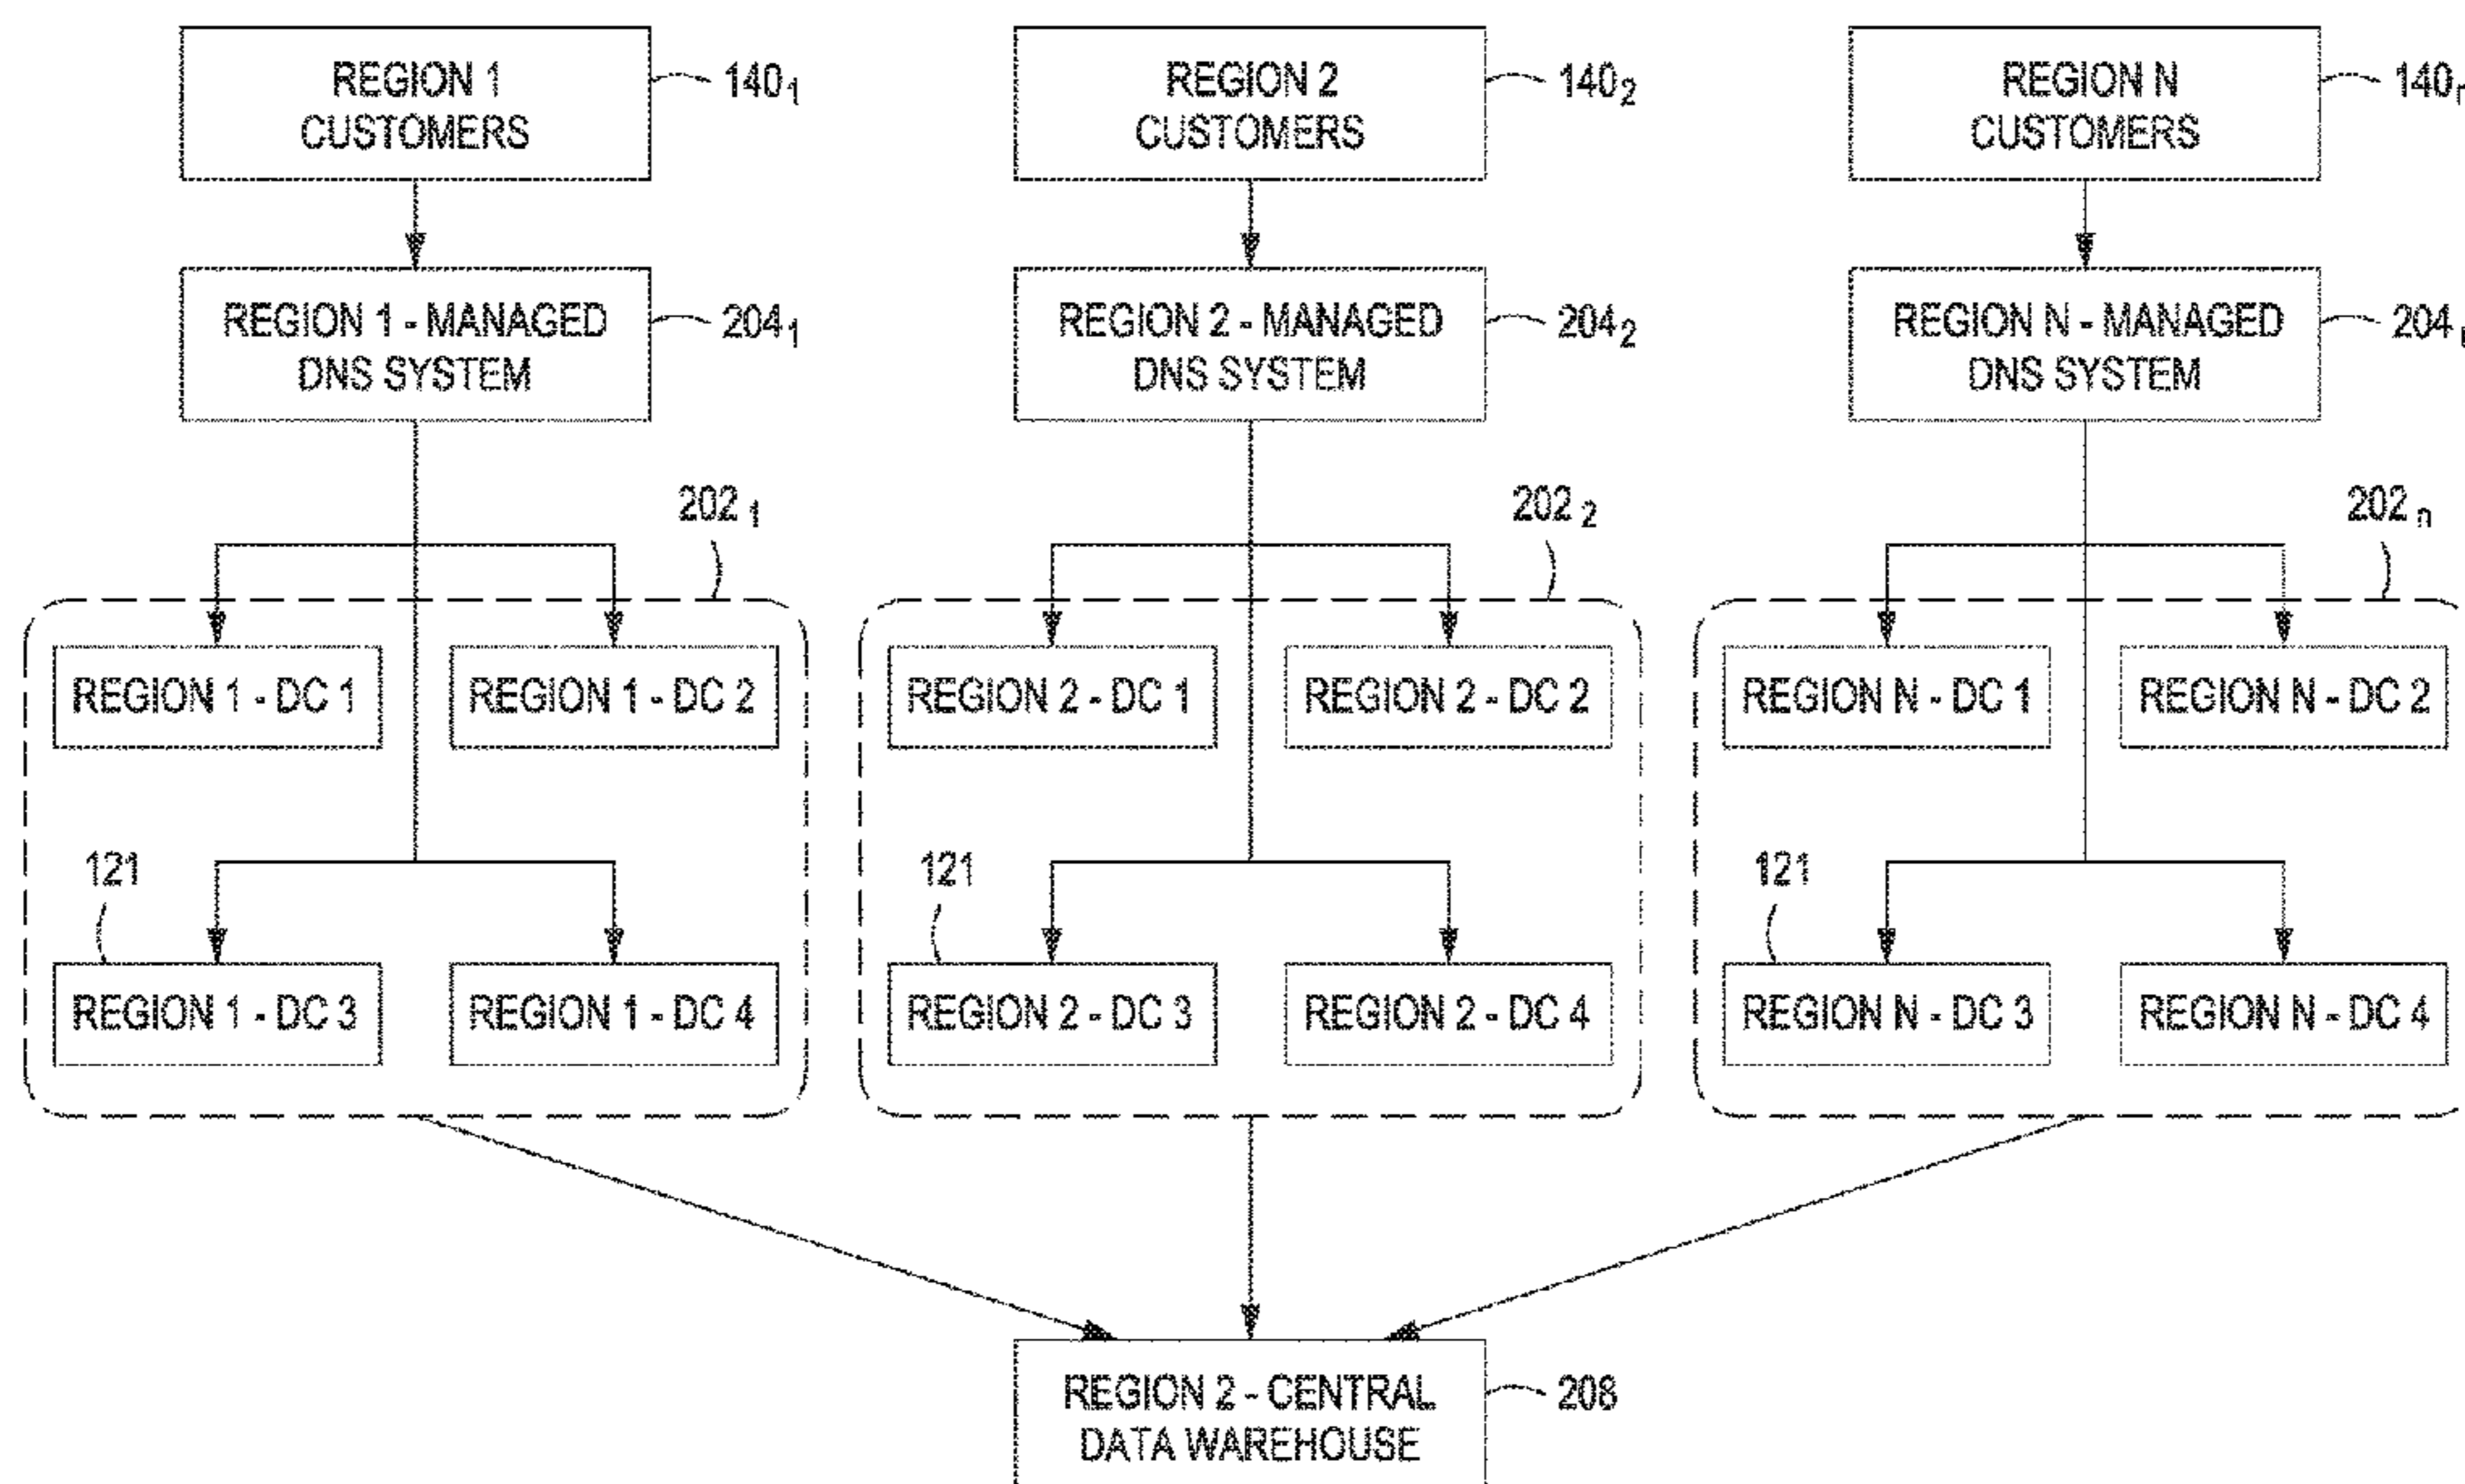 REGION 1
CUSTOMERS
140₁
REGION 2
CUSTOMERS
140₂
REGION N
CUSTOMERS
140ₙ
REGION 1 - MANAGED
DNS SYSTEM
204₁
REGION 2 - MANAGED
DNS SYSTEM
204₂
REGION N - MANAGED
DNS SYSTEM
204ₙ
202₁
202₂
202ₙ
REGION 1 - DC 1
REGION 1 - DC 2
REGION 2 - DC 1
REGION 2 - DC 2
REGION N - DC 1
REGION N - DC 2
121
121
121
REGION 1 - DC 3
REGION 1 - DC 4
REGION 2 - DC 3
REGION 2 - DC 4
REGION N - DC 3
REGION N - DC 4
REGION 2 - CENTRAL
DATA WAREHOUSE
208